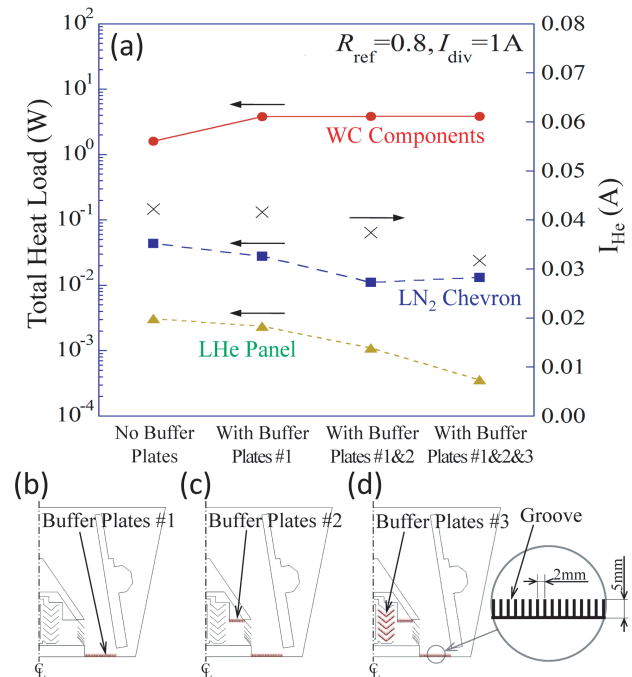 (a)
R_ref=0.8, I_div=1A
Total Heat Load (W)
10^2
10^1
10^0
10^-1
10^-2
10^-3
10^-4
WC Components
LN_2 Chevron
LHe Panel
0.08
0.07
0.06
0.05
0.04
0.03
0.02
0.01
0.00
I_He (A)
No Buffer
Plates
With Buffer
Plates #1
With Buffer
Plates #1&2
With Buffer
Plates #1&2&3
(b)
Buffer Plates #1
℄
(c)
Buffer Plates #2
℄
(d)
Buffer Plates #3
℄
Groove
2mm
5mm